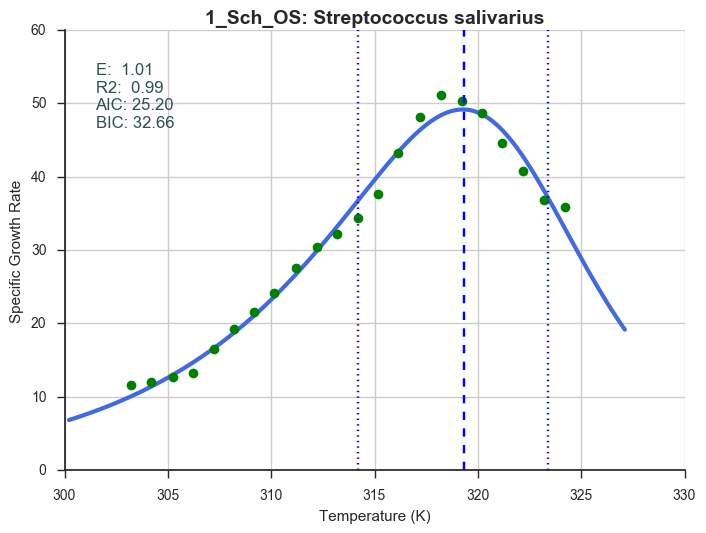 1_Sch_OS: Streptococcus salivarius
E:  1.01
R2:  0.99
AIC: 25.20
BIC: 32.66
Specific Growth Rate
60
50
40
30
20
10
0
300 305 310 315 320 325 330
Temperature (K)